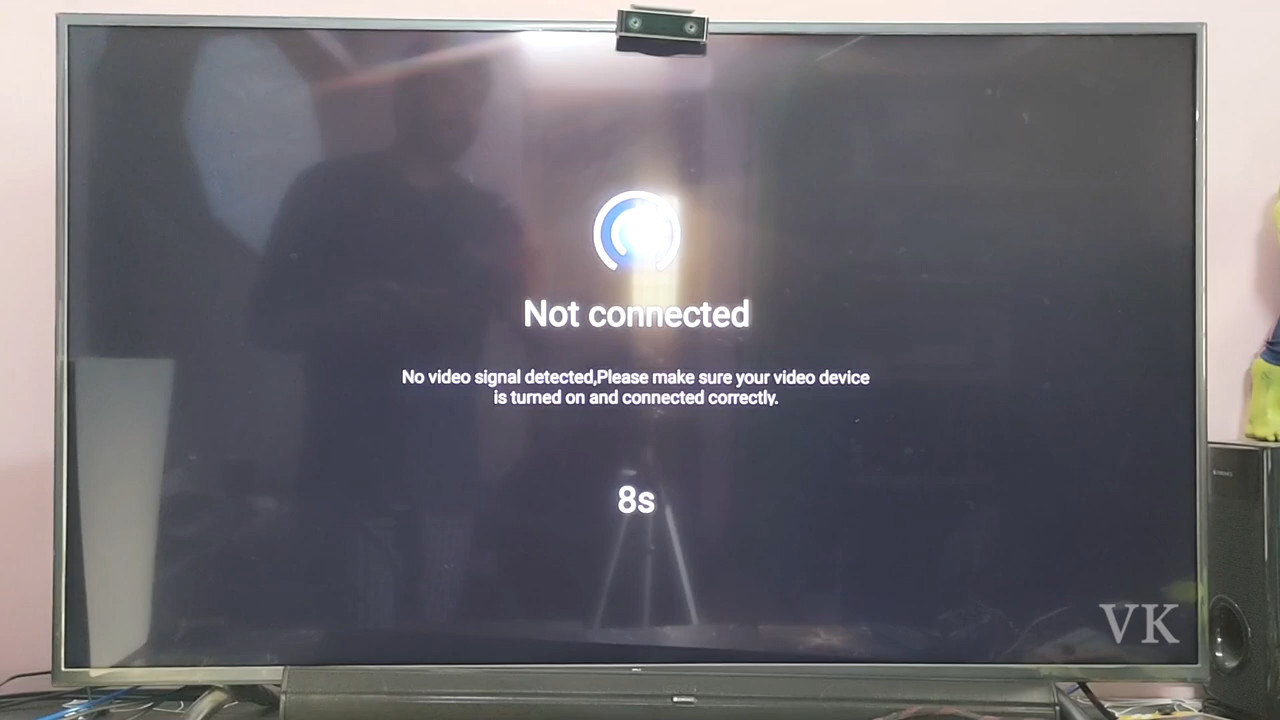 Not connected
No video signal detected,Please make sure your video device
is turned on and connected correctly.
8s
VK